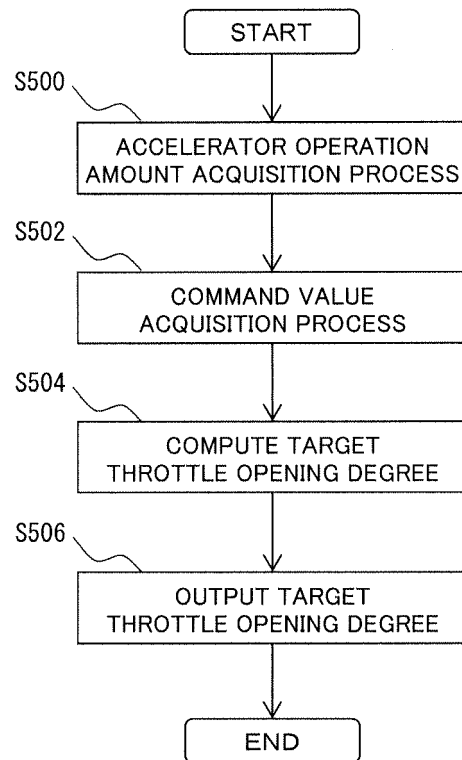 START
S500
ACCELERATOR OPERATION
AMOUNT ACQUISITION PROCESS
S502
COMMAND VALUE
ACQUISITION PROCESS
S504
COMPUTE TARGET
THROTTLE OPENING DEGREE
S506
OUTPUT TARGET
THROTTLE OPENING DEGREE
END